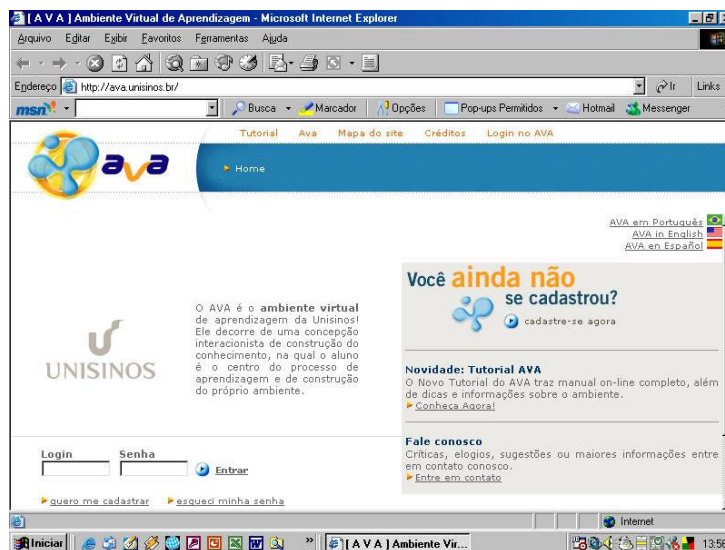 [ A V A ] Ambiente Virtual de Aprendizagem - Microsoft Internet Explorer
Arquivo Editar Exibir Favoritos Ferramentas Ajuda
Endereço http://ava.unisinos.br/ Ir Links
msn Busca Marcador Opções Pop-ups Permitidos Hotmail Messenger
Tutorial Ava Mapa do site Créditos Login no AVA
ava
Home
AVA em Português
AVA in English
AVA en Español
Você ainda não
se cadastrou?
cadastre-se agora
O AVA é o ambiente virtual
de aprendizagem da Unisinos!
Ele decorre de uma concepção
interacionista de construção do
conhecimento, na qual o aluno
é o centro do processo de
aprendizagem e de construção
do próprio ambiente.
UNISINOS
Novidade: Tutorial AVA
O Novo Tutorial do AVA traz manual on-line completo, além
de dicas e informações sobre o ambiente.
Conheça Agora!
Fale conosco
Críticas, elogios, sugestões ou maiores informações entre
em contato conosco.
Entre em contato
Login Senha
Entrar
quero me cadastrar esqueci minha senha
Internet
Iniciar » [ A V A ] Ambiente Vir...